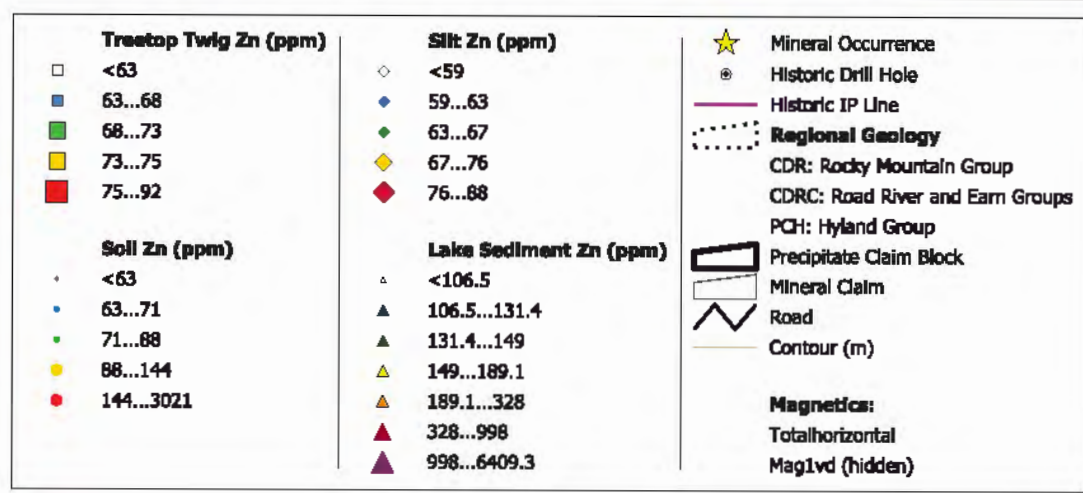 Treetop Twig Zn (ppm)
<63
63...68
68...73
73...75
75...92
Soil Zn (ppm)
<63
63...71
71...88
88...144
144...3021
Silt Zn (ppm)
<59
59...63
63...67
67...76
76...88
Lake Sediment Zn (ppm)
<106.5
106.5...131.4
131.4...149
149...189.1
189.1...328
328...998
998...6409.3
Mineral Occurrence
Historic Drill Hole
Historic IP Line
Regional Geology
CDR: Rocky Mountain Group
CDRC: Road River and Earn Groups
PCH: Hyland Group
Precipitate Claim Block
Mineral Claim
Road
Contour (m)
Magnetics:
Totalhorizontal
Mag1vd (hidden)